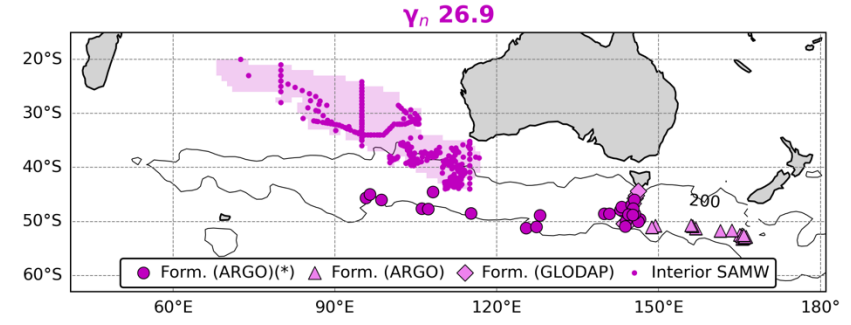 γn 26.9
20°S
30°S
40°S
50°S
60°S
200
Form. (ARGO)(*) Form. (ARGO) Form. (GLODAP) Interior SAMW
60°E 90°E 120°E 150°E 180°